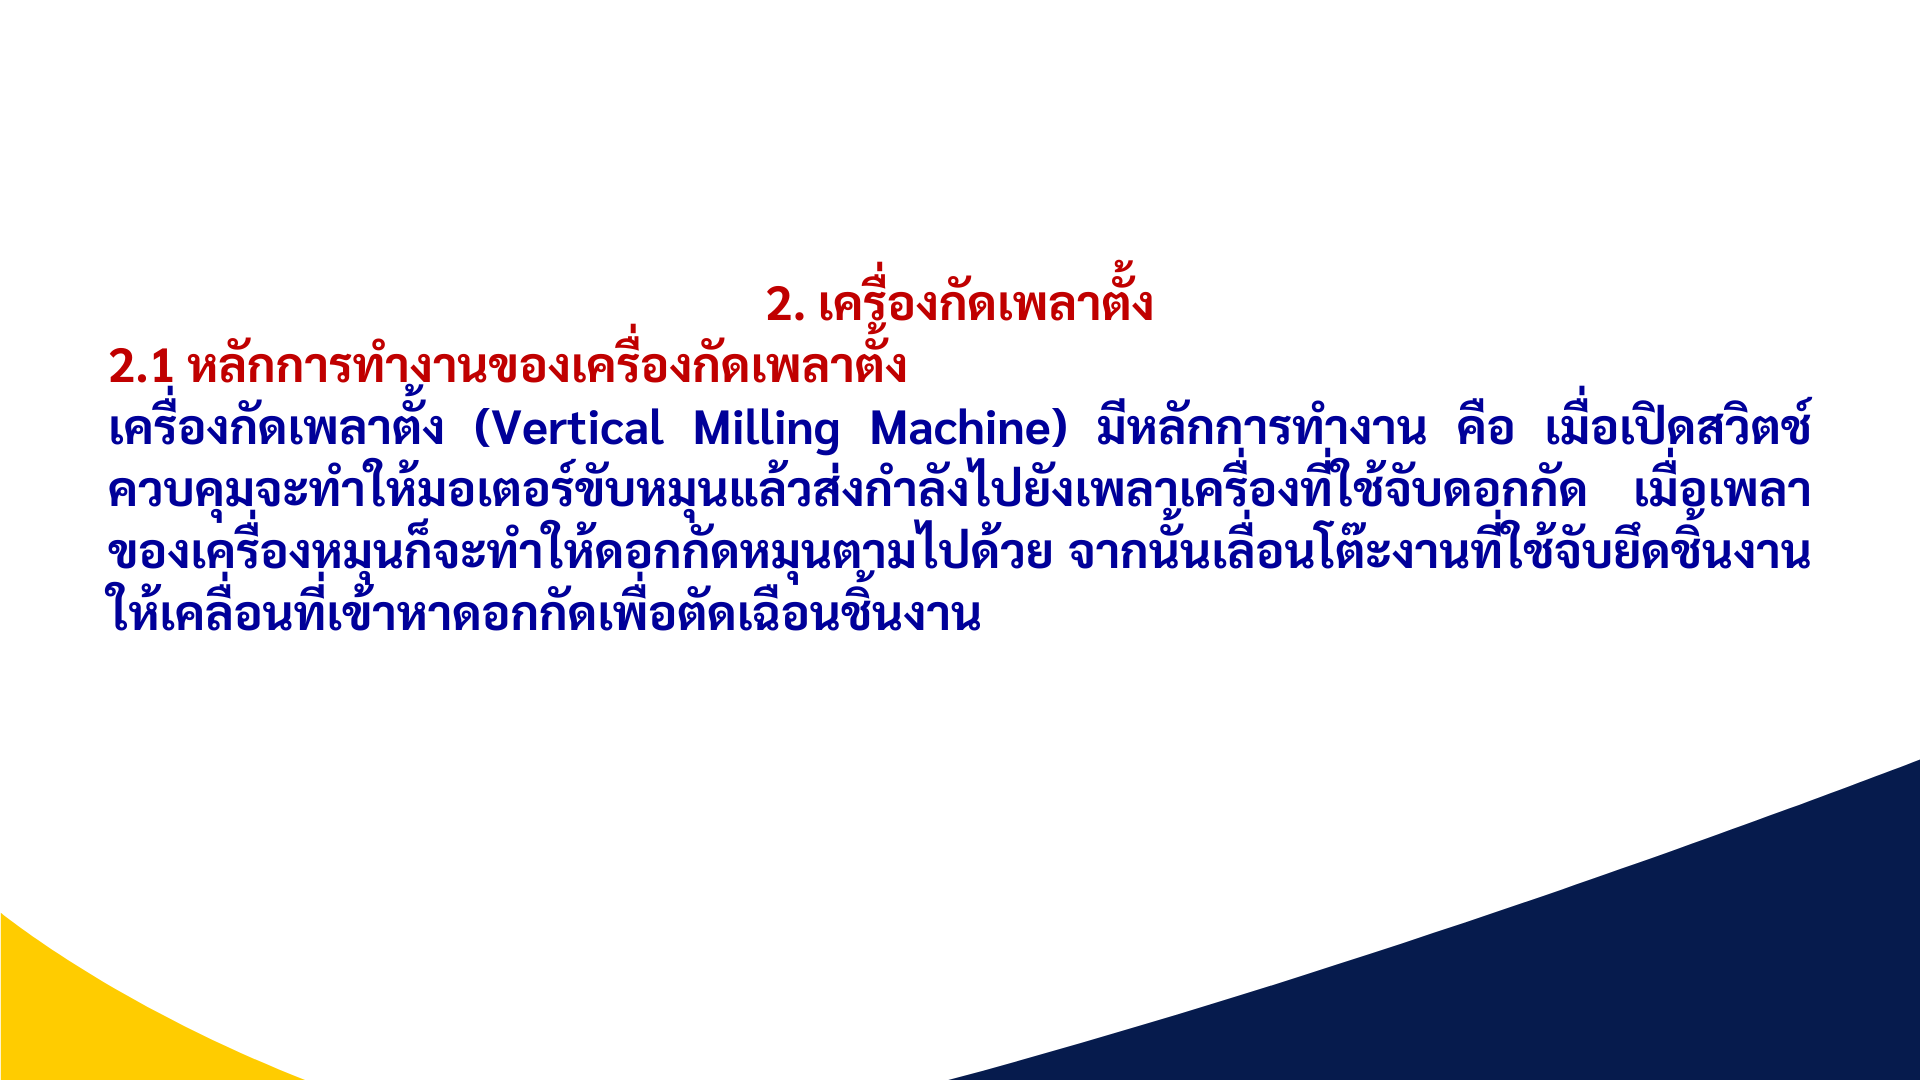 2. เครื่องกัดเพลาตั้ง
2.1 หลักการทำงานของเครื่องกัดเพลาตั้ง
เครื่องกัดเพลาตั้ง (Vertical Milling Machine) มีหลักการทำงาน คือ เมื่อเปิดสวิตช์
ควบคุมจะทำให้มอเตอร์ขับหมุนแล้วส่งกำลังไปยังเพลาเครื่องที่ใช้จับดอกกัด เมื่อเพลา
ของเครื่องหมุนก็จะทำให้ดอกกัดหมุนตามไปด้วย จากนั้นเลื่อนโต๊ะงานที่ใช้จับยึดชิ้นงาน
ให้เคลื่อนที่เข้าหาดอกกัดเพื่อตัดเฉือนชิ้นงาน